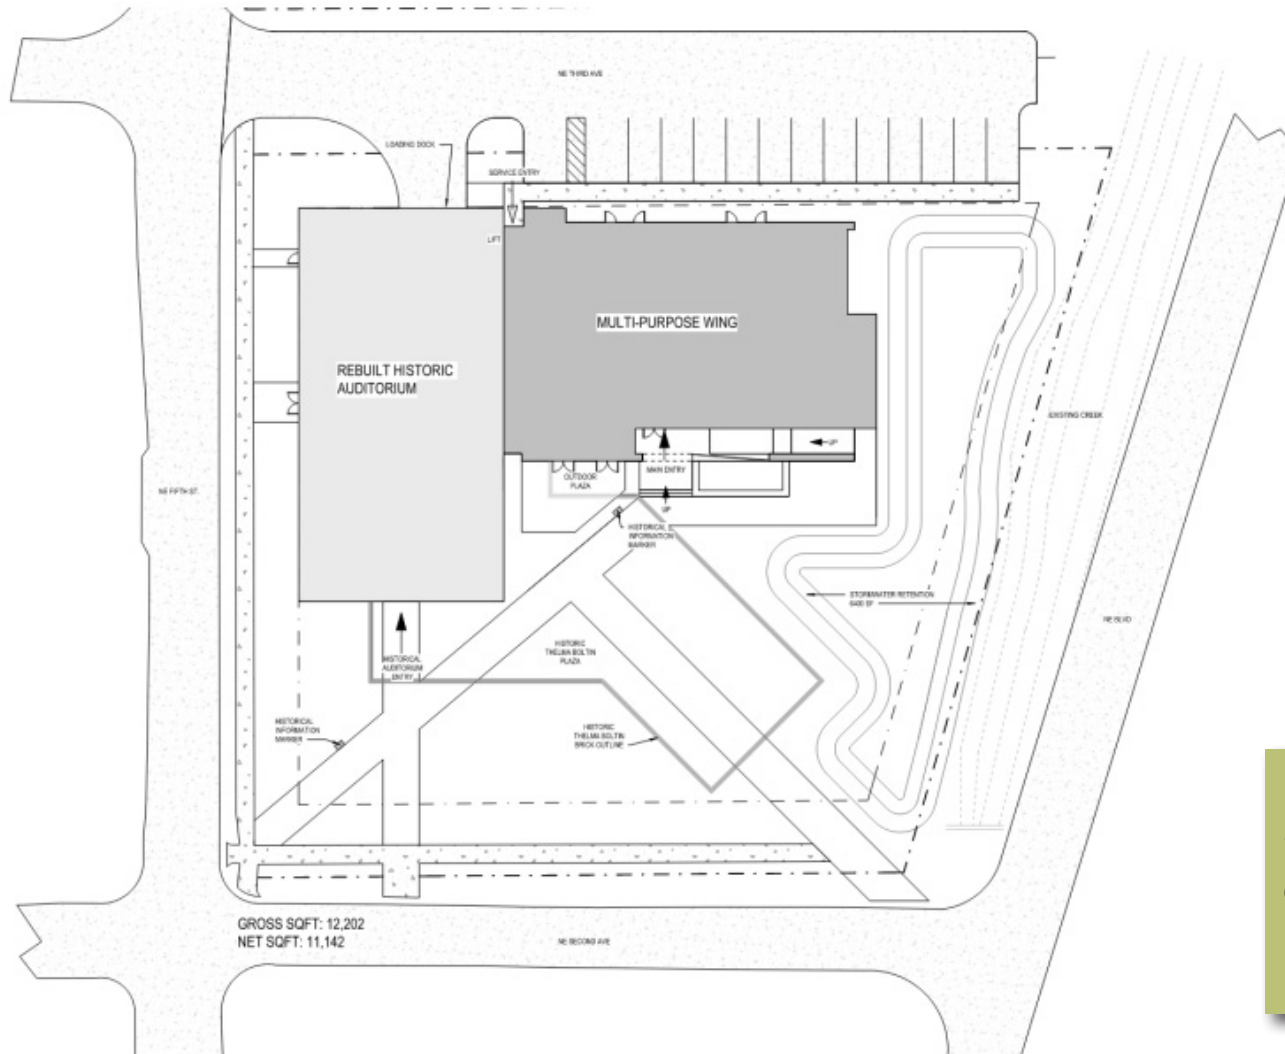 NE THIRD AVE
LOADING DOCK
SERVICE ENTRY
LIFT
MULTI-PURPOSE WING
REBUILT HISTORIC
AUDITORIUM
EXISTING CREEK
UP
MAIN ENTRY
OUTDOOR
PLAZA
NE FIFTH ST.
UP
HISTORICAL
INFORMATION
MARKER
STORMWATER RETENTION
6400 SF
NE BLVD
HISTORIC
THELMA BOLTIN
PLAZA
HISTORICAL
AUDITORIUM
ENTRY
HISTORICAL
INFORMATION
MARKER
HISTORIC
THELMA BOLTIN
BRICK OUTLINE
GROSS SQFT: 12,202
NET SQFT: 11,142
NE SECOND AVE